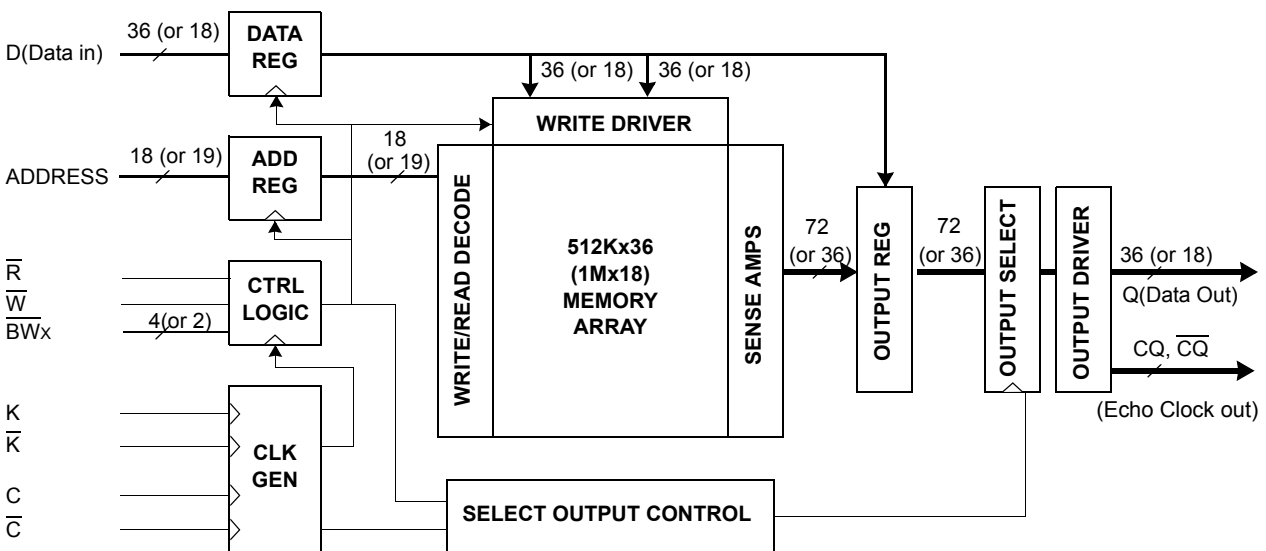 D(Data in)
36 (or 18)
DATA
REG
36 (or 18)
36 (or 18)
WRITE DRIVER
ADDRESS
18 (or 19)
ADD
REG
18
(or 19)
WRITE/READ DECODE
512Kx36
(1Mx18)
MEMORY
ARRAY
SENSE AMPS
72
(or 36)
OUTPUT REG
72
(or 36)
OUTPUT SELECT
OUTPUT DRIVER
36 (or 18)
Q(Data Out)
CQ, C̅Q̅
(Echo Clock out)
R̅
W̅
B̅W̅x
4(or 2)
CTRL
LOGIC
K
K̅
C
C̅
CLK
GEN
SELECT OUTPUT CONTROL